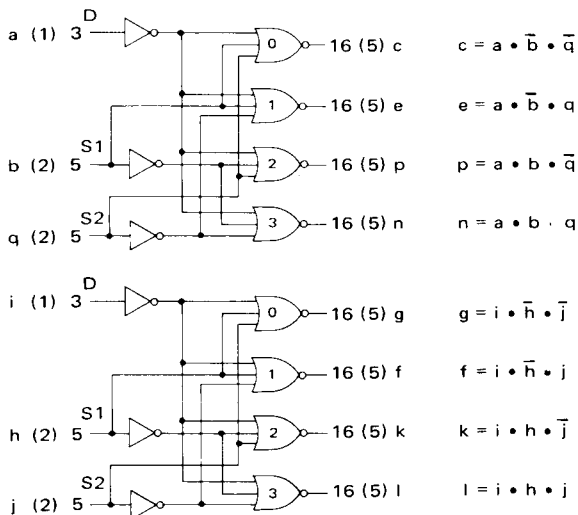 D
a (1) 3 0 16 (5) c c = a • b̅ • q̅
1 16 (5) e e = a • b̅ • q
S1
b (2) 5 2 16 (5) p p = a • b • q̅
S2
q (2) 5 3 16 (5) n n = a • b · q
D
i (1) 3 0 16 (5) g g = i • h̅ • j̅
1 16 (5) f f = i • h̅ • j
S1
h (2) 5 2 16 (5) k k = i • h • j̅
S2
j (2) 5 3 16 (5) l l = i • h • j